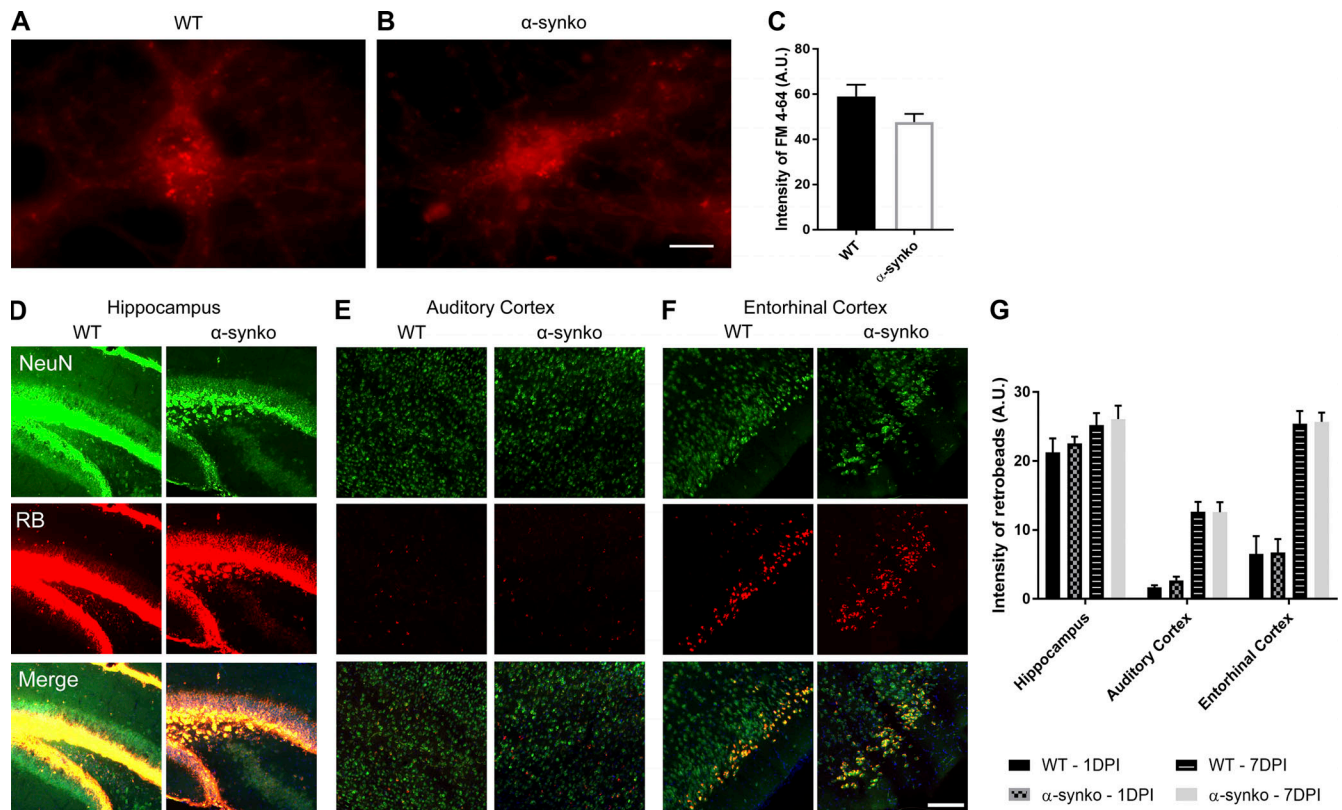 A WT
B α-synko
C
80
60
40
20
0
Intensity of FM 4-64 (A.U.)
WT
α-synko
D Hippocampus
WT α-synko
E Auditory Cortex
WT α-synko
F Entorhinal Cortex
WT α-synko
G
NeuN
RB
Merge
30
20
10
0
Intensity of retrobeads (A.U.)
Hippocampus
Auditory Cortex
Entorhinal Cortex
WT - 1DPI
WT - 7DPI
α-synko - 1DPI
α-synko - 7DPI